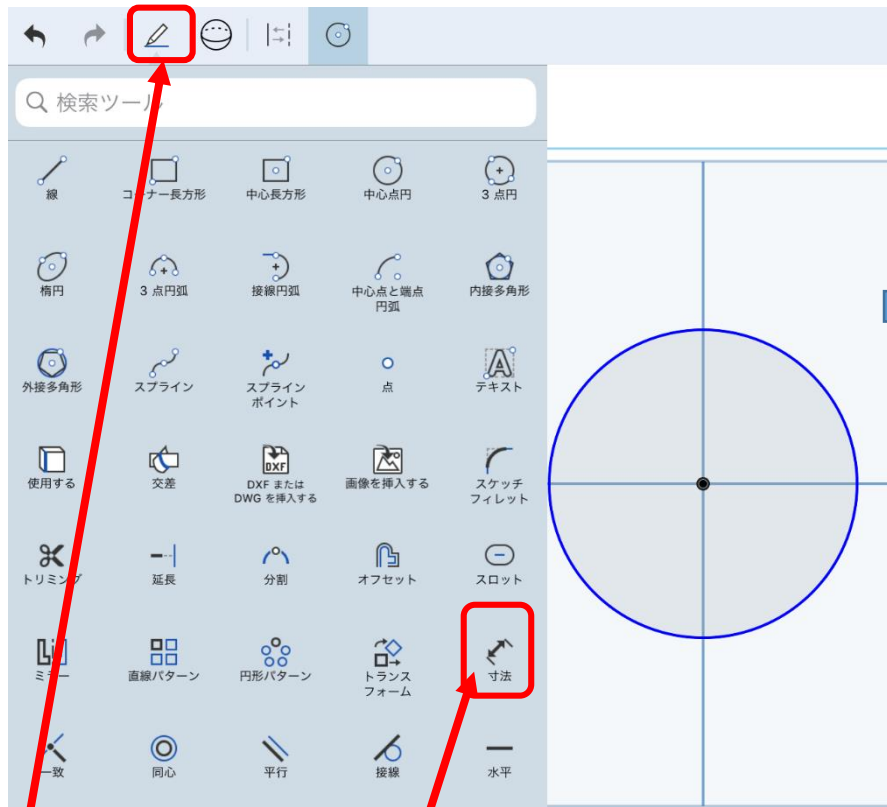 検索ツール
線
コーナー長方形
中心長方形
中心点円
3 点円
楕円
3 点円弧
接線円弧
中心点と端点
円弧
内接多角形
外接多角形
スプライン
スプライン
ポイント
点
テキスト
使用する
交差
DXF
DXF または
DWG を挿入する
画像を挿入する
スケッチ
フィレット
トリミング
延長
分割
オフセット
スロット
ミラー
直線パターン
円形パターン
トランス
フォーム
寸法
一致
同心
平行
接線
水平